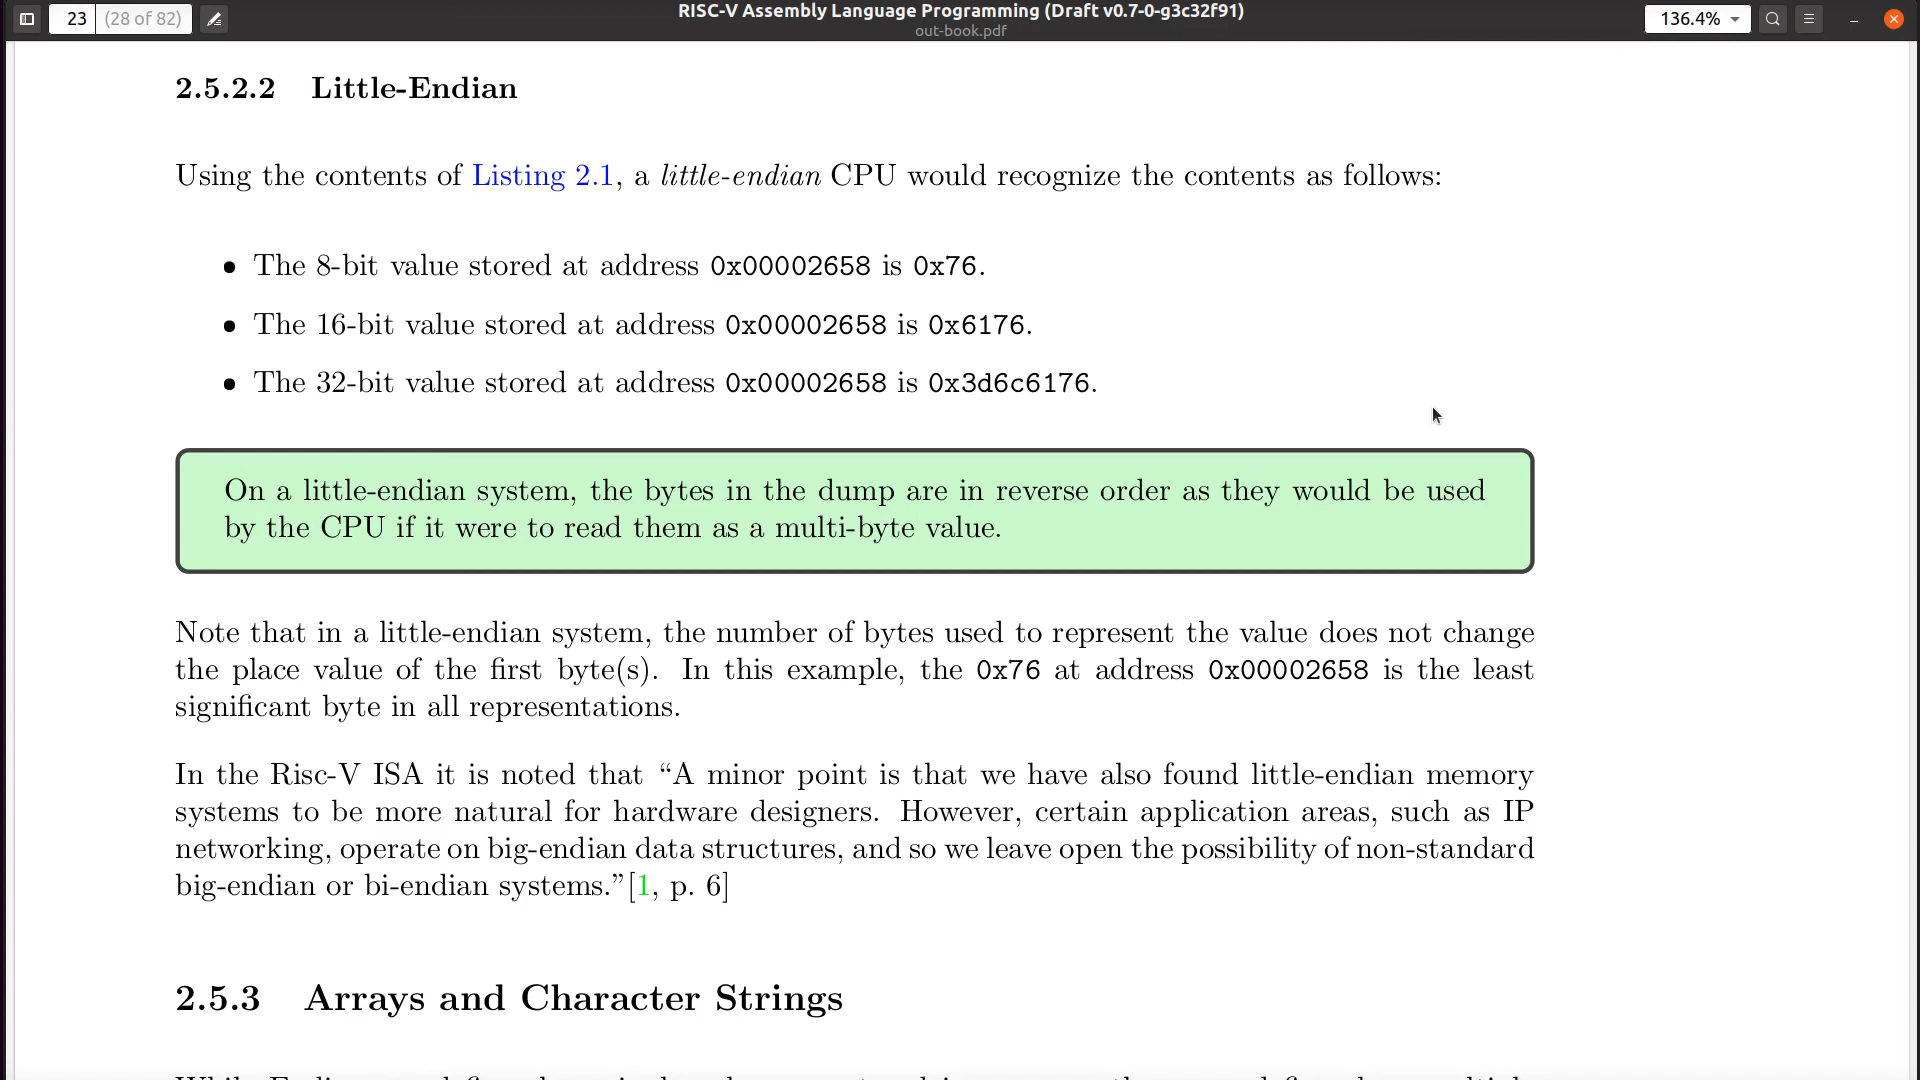 23 (28 of 82)
RISC-V Assembly Language Programming (Draft v0.7-0-g3c32f91)
out-book.pdf
136.4%
2.5.2.2 Little-Endian
Using the contents of Listing 2.1, a little-endian CPU would recognize the contents as follows:
• The 8-bit value stored at address 0x00002658 is 0x76.
• The 16-bit value stored at address 0x00002658 is 0x6176.
• The 32-bit value stored at address 0x00002658 is 0x3d6c6176.
On a little-endian system, the bytes in the dump are in reverse order as they would be used
by the CPU if it were to read them as a multi-byte value.
Note that in a little-endian system, the number of bytes used to represent the value does not change
the place value of the first byte(s). In this example, the 0x76 at address 0x00002658 is the least
significant byte in all representations.
In the Risc-V ISA it is noted that “A minor point is that we have also found little-endian memory
systems to be more natural for hardware designers. However, certain application areas, such as IP
networking, operate on big-endian data structures, and so we leave open the possibility of non-standard
big-endian or bi-endian systems.”[1, p. 6]
2.5.3 Arrays and Character Strings